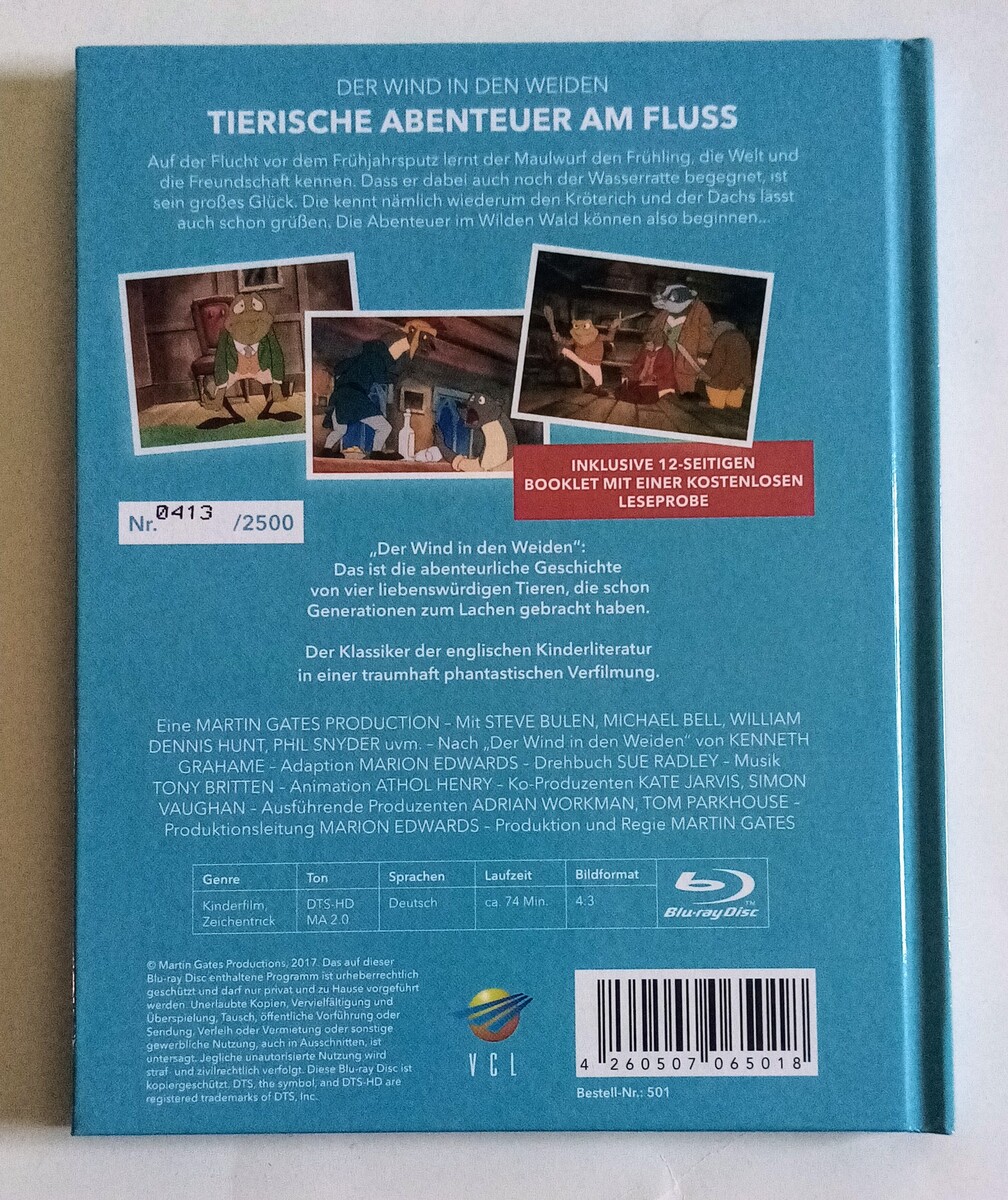 DER WIND IN DEN WEIDEN
TIERISCHE ABENTEUER AM FLUSS
Auf der Flucht vor dem Frühjahrsputz lernt der Maulwurf den Frühling, die Welt und
die Freundschaft kennen. Dass er dabei auch noch der Wasserratte begegnet, ist
sein großes Glück. Die kennt nämlich wiederum den Kröterich und der Dachs lässt
auch schon grüßen. Die Abenteuer im Wilden Wald können also beginnen...
INKLUSIVE 12-SEITIGEN
BOOKLET MIT EINER KOSTENLOSEN
LESEPROBE
Nr. 0413 /2500
„Der Wind in den Weiden“:
Das ist die abenteurliche Geschichte
von vier liebenswürdigen Tieren, die schon
Generationen zum Lachen gebracht haben.
Der Klassiker der englischen Kinderliteratur
in einer traumhaft phantastischen Verfilmung.
Eine MARTIN GATES PRODUCTION – Mit STEVE BULEN, MICHAEL BELL, WILLIAM
DENNIS HUNT, PHIL SNYDER uvm. – Nach „Der Wind in den Weiden“ von KENNETH
GRAHAME – Adaption MARION EDWARDS – Drehbuch SUE RADLEY – Musik
TONY BRITTEN – Animation ATHOL HENRY – Ko-Produzenten KATE JARVIS, SIMON
VAUGHAN – Ausführende Produzenten ADRIAN WORKMAN, TOM PARKHOUSE –
Produktionsleitung MARION EDWARDS – Produktion und Regie MARTIN GATES
Genre Ton Sprachen Laufzeit Bildformat
Kinderfilm, DTS-HD Deutsch ca. 74 Min. 4:3
Zeichentrick MA 2.0
Blu-ray Disc TM
© Martin Gates Productions, 2017. Das auf dieser
Blu-ray Disc enthaltene Programm ist urheberrechtlich
geschützt und darf nur privat und zu Hause vorgeführt
werden. Unerlaubte Kopien, Vervielfältigung und
Überspielung, Tausch, öffentliche Vorführung oder
Sendung, Verleih oder Vermietung oder sonstige
gewerbliche Nutzung, auch in Ausschnitten, ist
untersagt. Jegliche unautorisierte Nutzung wird
straf- und zivilrechtlich verfolgt. Diese Blu-ray Disc ist
kopiergeschützt. DTS, the symbol, and DTS-HD are
registered trademarks of DTS, Inc.
VCL
4 260507 065018
Bestell-Nr.: 501